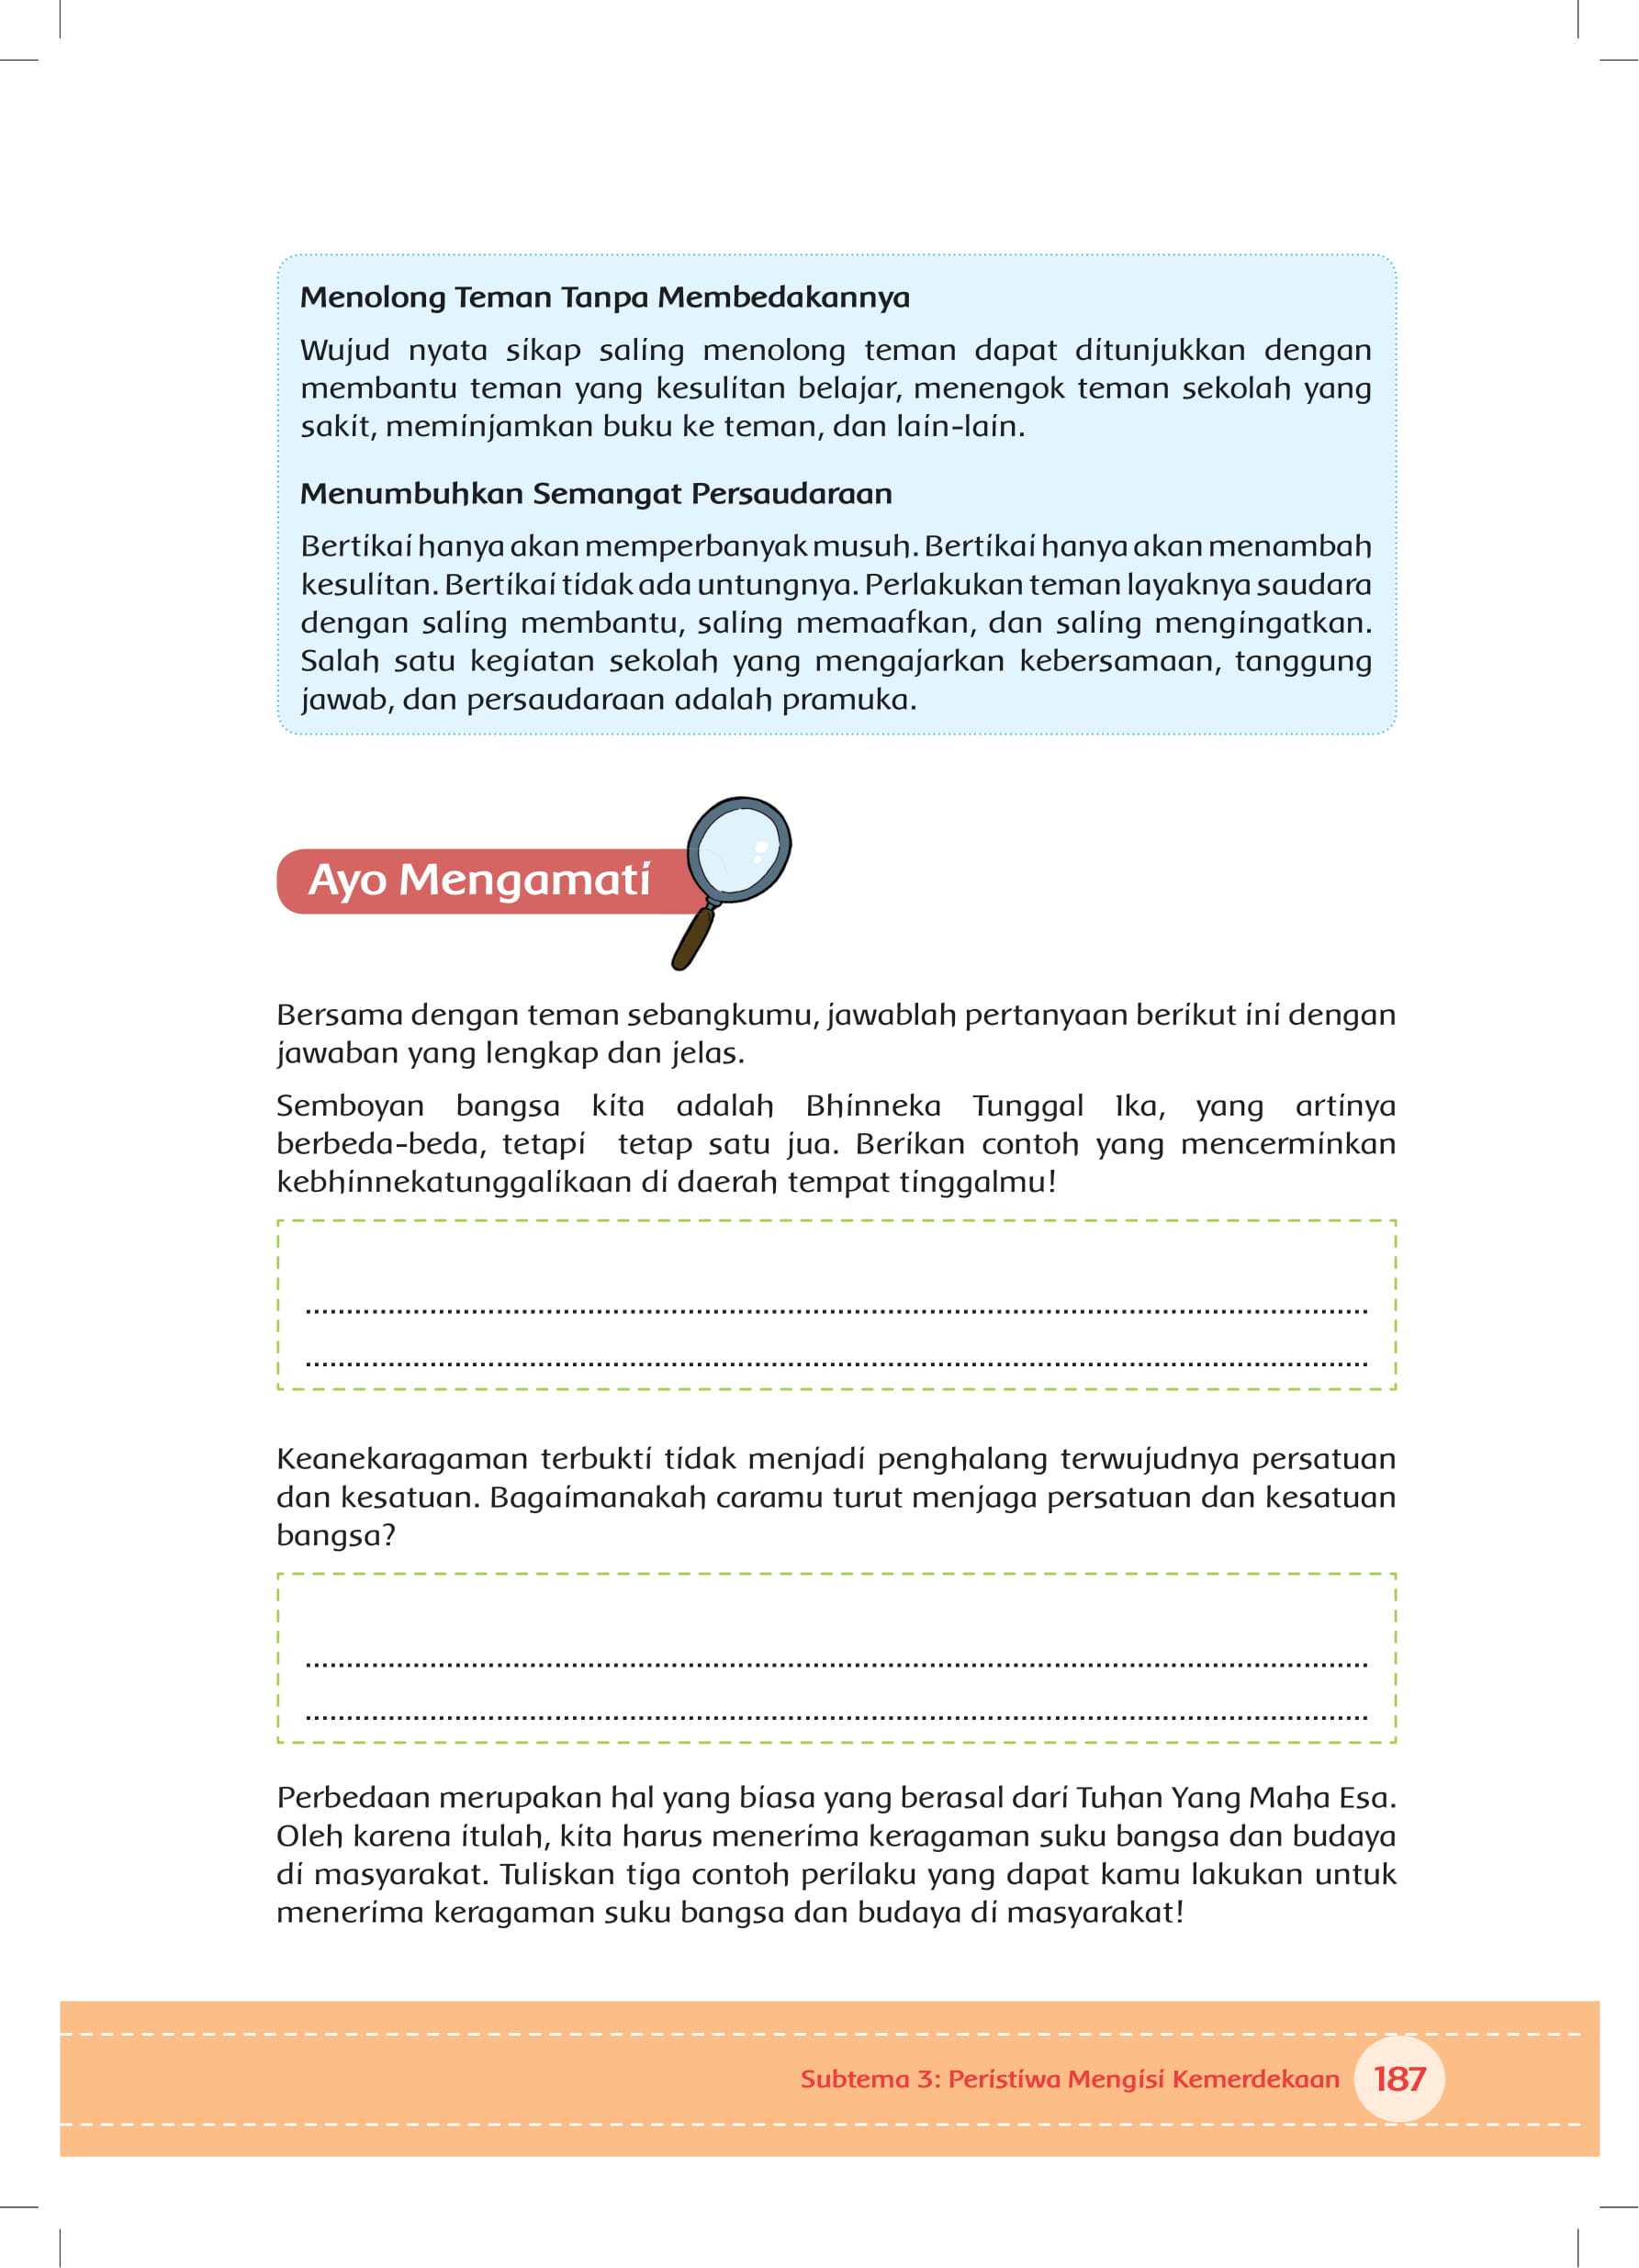 Menolong Teman Tanpa Membedakannya
Wujud nyata sikap saling menolong teman dapat ditunjukkan dengan
membantu teman yang kesulitan belajar, menengok teman sekolah yang
sakit, meminjamkan buku ke teman, dan lain-lain.
Menumbuhkan Semangat Persaudaraan
Bertikai hanya akan memperbanyak musuh. Bertikai hanya akan menambah
kesulitan. Bertikai tidak ada untungnya. Perlakukan teman layaknya saudara
dengan saling membantu, saling memaafkan, dan saling mengingatkan.
Salah satu kegiatan sekolah yang mengajarkan kebersamaan, tanggung
jawab, dan persaudaraan adalah pramuka.
Ayo Mengamati
Bersama dengan teman sebangkumu, jawablah pertanyaan berikut ini dengan
jawaban yang lengkap dan jelas.
Semboyan bangsa kita adalah Bhinneka Tunggal Ika, yang artinya
berbeda-beda, tetapi tetap satu jua. Berikan contoh yang mencerminkan
kebhinnekatunggalikaan di daerah tempat tinggalmu!
Keanekaragaman terbukti tidak menjadi penghalang terwujudnya persatuan
dan kesatuan. Bagaimanakah caramu turut menjaga persatuan dan kesatuan
bangsa?
Perbedaan merupakan hal yang biasa yang berasal dari Tuhan Yang Maha Esa.
Oleh karena itulah, kita harus menerima keragaman suku bangsa dan budaya
di masyarakat. Tuliskan tiga contoh perilaku yang dapat kamu lakukan untuk
menerima keragaman suku bangsa dan budaya di masyarakat!
Subtema 3: Peristiwa Mengisi Kemerdekaan 187